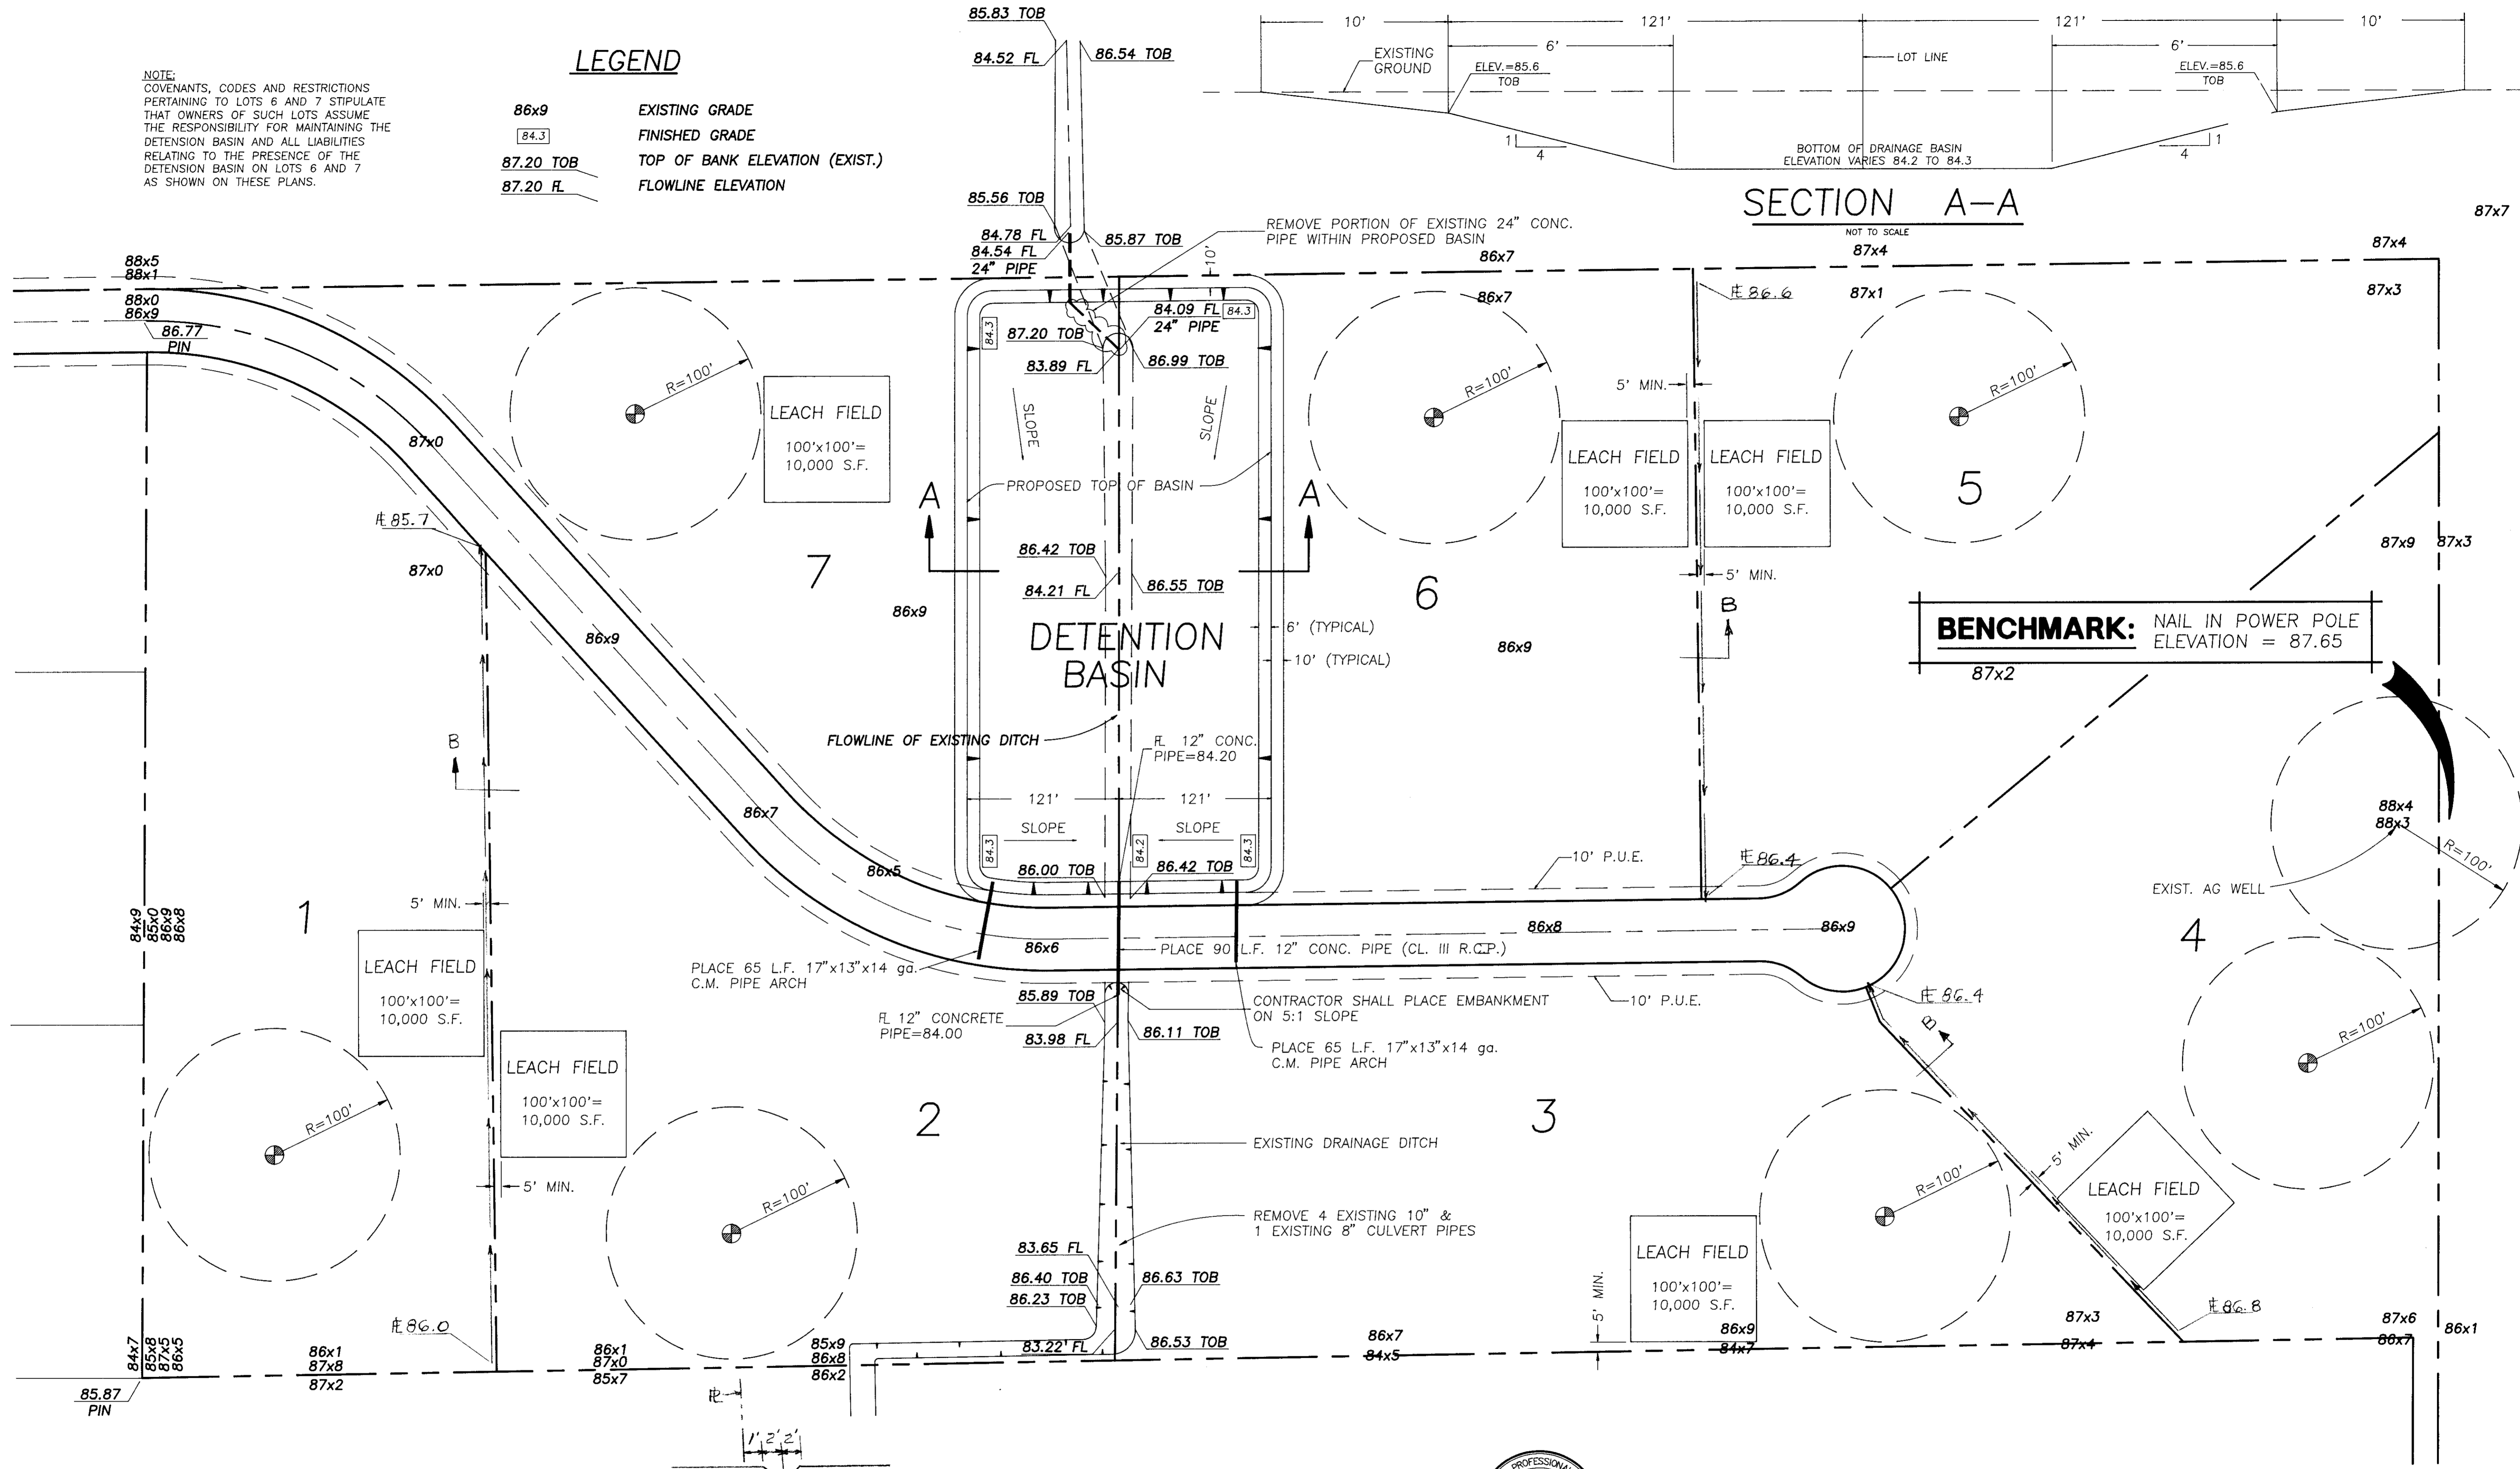 NOTE:
COVENANTS, CODES AND RESTRICTIONS
PERTAINING TO LOTS 6 AND 7 STIPULATE
THAT OWNERS OF SUCH LOTS ASSUME
THE RESPONSIBILITY FOR MAINTAINING THE
DETENSION BASIN AND ALL LIABILITIES
RELATING TO THE PRESENCE OF THE
DETENSION BASIN ON LOTS 6 AND 7
AS SHOWN ON THESE PLANS.
LEGEND
86x9 EXISTING GRADE
84.3 FINISHED GRADE
87.20 TOB TOP OF BANK ELEVATION (EXIST.)
87.20 FL FLOWLINE ELEVATION
85.83 TOB
84.52 FL
86.54 TOB
85.56 TOB
84.78 FL
84.54 FL
24" PIPE
85.87 TOB
10'
REMOVE PORTION OF EXISTING 24" CONC.
PIPE WITHIN PROPOSED BASIN
10' 121' 121' 10'
6' 6'
EXISTING
GROUND
ELEV.=85.6
TOB
LOT LINE
ELEV.=85.6
TOB
1
4
BOTTOM OF DRAINAGE BASIN
ELEVATION VARIES 84.2 TO 84.3
1
4
SECTION A-A
NOT TO SCALE
87x7
88x5
88x1
88x0
86x9
86.77
PIN
86x7
87x4
87x4
86x7
87x1
87x3
86.6
84.3
87.20 TOB
84.09 FL
24" PIPE
84.3
83.89 FL
86.99 TOB
R=100'
LEACH FIELD
100'x100'=
10,000 S.F.
SLOPE
SLOPE
R=100'
5' MIN.
R=100'
87x0
LEACH FIELD
100'x100'=
10,000 S.F.
LEACH FIELD
100'x100'=
10,000 S.F.
5
A
PROPOSED TOP OF BASIN
A
85.7
87x0
7
86x9
86.42 TOB
84.21 FL
86.55 TOB
6
5' MIN.
B
87x9
87x3
86x9
DETENTION
BASIN
6' (TYPICAL)
10' (TYPICAL)
86x9
BENCHMARK: NAIL IN POWER POLE
ELEVATION = 87.65
87x2
FLOWLINE OF EXISTING DITCH
FL 12" CONC.
PIPE=84.20
B
121' 121'
SLOPE SLOPE
86x7
84.3
84.2
84.3
86.00 TOB
86.42 TOB
86x5
10' P.U.E.
86.4
88x4
88x3
R=100'
EXIST. AG WELL
84x9
85x0
86x9
86x8
1
5' MIN.
LEACH FIELD
100'x100'=
10,000 S.F.
86x6
PLACE 90 L.F. 12" CONC. PIPE (CL. III R.C.P.)
86x8
86x9
4
PLACE 65 L.F. 17"x13"x14 ga.
C.M. PIPE ARCH
85.89 TOB
FL 12" CONCRETE
PIPE=84.00
83.98 FL
86.11 TOB
CONTRACTOR SHALL PLACE EMBANKMENT
ON 5:1 SLOPE
10' P.U.E.
86.4
PLACE 65 L.F. 17"x13"x14 ga.
C.M. PIPE ARCH
B
R=100'
R=100'
LEACH FIELD
100'x100'=
10,000 S.F.
2
EXISTING DRAINAGE DITCH
3
5' MIN.
5' MIN.
R=100'
REMOVE 4 EXISTING 10" &
1 EXISTING 8" CULVERT PIPES
R=100'
LEACH FIELD
100'x100'=
10,000 S.F.
83.65 FL
86.40 TOB
86.23 TOB
86.63 TOB
5' MIN.
LEACH FIELD
100'x100'=
10,000 S.F.
86.8
86.0
84x7
85x8
87x5
86x5
86x1
87x8
87x2
86x1
87x0
85x7
85x9
86x8
86x2
83.22' FL
86.53 TOB
86x7
84x5
86x9
84x7
87x3
87x4
87x6
86x7
86x1
85.87
PIN
1' 2' 2'
PROFESSIONAL